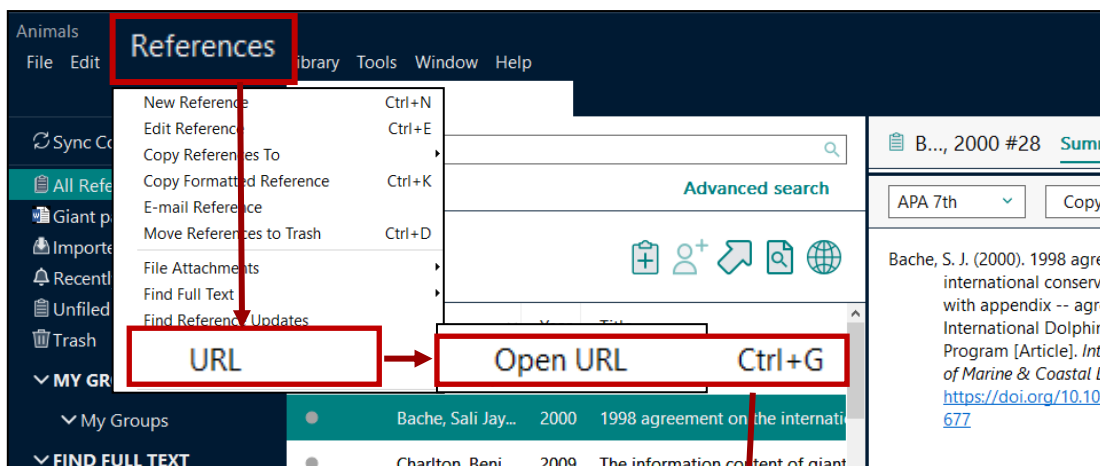 Animals
File Edit References ibrary Tools Window Help
New Reference Ctrl+N
Edit Reference Ctrl+E
Copy References To
Copy Formatted Reference Ctrl+K
E-mail Reference
Move References to Trash Ctrl+D
File Attachments
Find Full Text
Find Reference Updates
URL
Open URL Ctrl+G
Sync Co
All Refe
Giant p
Importe
Recentl
Unfiled
Trash
MY GR
My Groups
FIND FULL TEXT
Advanced search
Bache, Sali Jay... 2000 1998 agreement on the internati
Charlton, Beni 2009 The information content of giant
B..., 2000 #28 Sum
APA 7th Copy
Bache, S. J. (2000). 1998 agre
international conserv
with appendix -- agr
International Dolphin
Program [Article]. Int
of Marine & Coastal L
https://doi.org/10.10
677